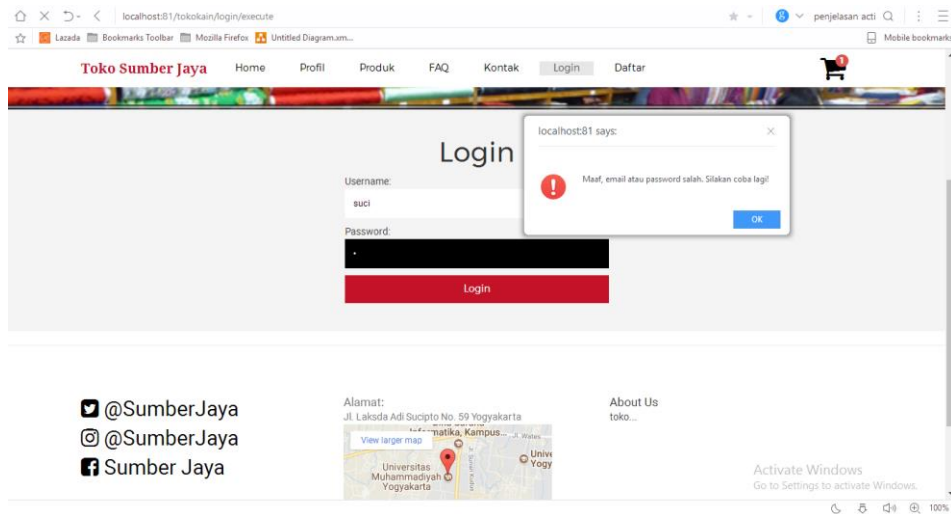 localhost:81/tokokain/login/execute
penjelasan acti
Lazada Bookmarks Toolbar Mozilla Firefox Untitled Diagram.xm... Mobile bookmarks
Toko Sumber Jaya Home Profil Produk FAQ Kontak Login Daftar 1
localhost:81 says:
Maaf, email atau password salah. Silakan coba lagi!
OK
Login
Username:
suci
Password:
Login
@SumberJaya
@SumberJaya
Sumber Jaya
Alamat:
Jl. Laksda Adi Sucipto No. 59 Yogyakarta
View larger map
Kampus...
Jl. Wates
Universitas
Muhammadiyah
Yogyakarta
About Us
toko...
Activate Windows
Go to Settings to activate Windows.
100%